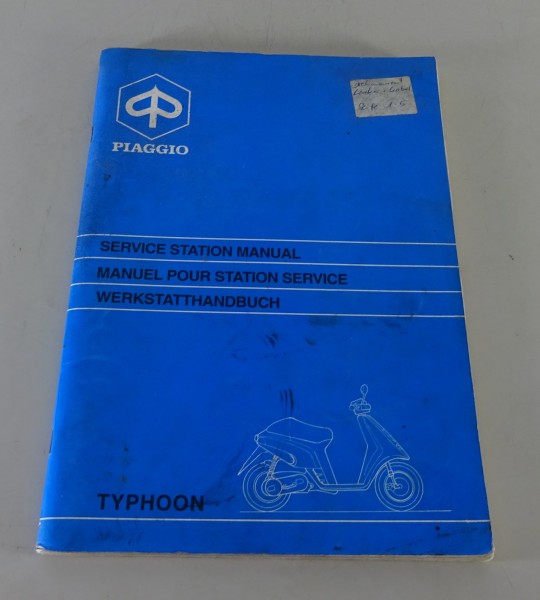 PIAGGIO
SERVICE STATION MANUAL
MANUEL POUR STATION SERVICE
WERKSTATTHANDBUCH
TYPHOON